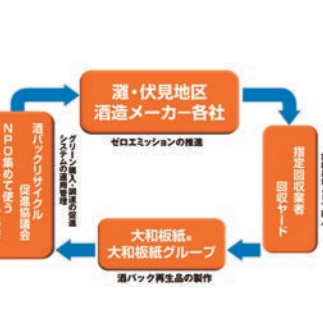 灘・伏見地区
酒造メーカー各社
ゼロエミッションの推進
指定回収業者
回収ヤード
大和板紙㈱
大和板紙グループ
酒パック再生品の製作
グリーン購入・調達の促進
システムの運用管理
酒パックリサイクル
促進協議会
NPO集めて使う